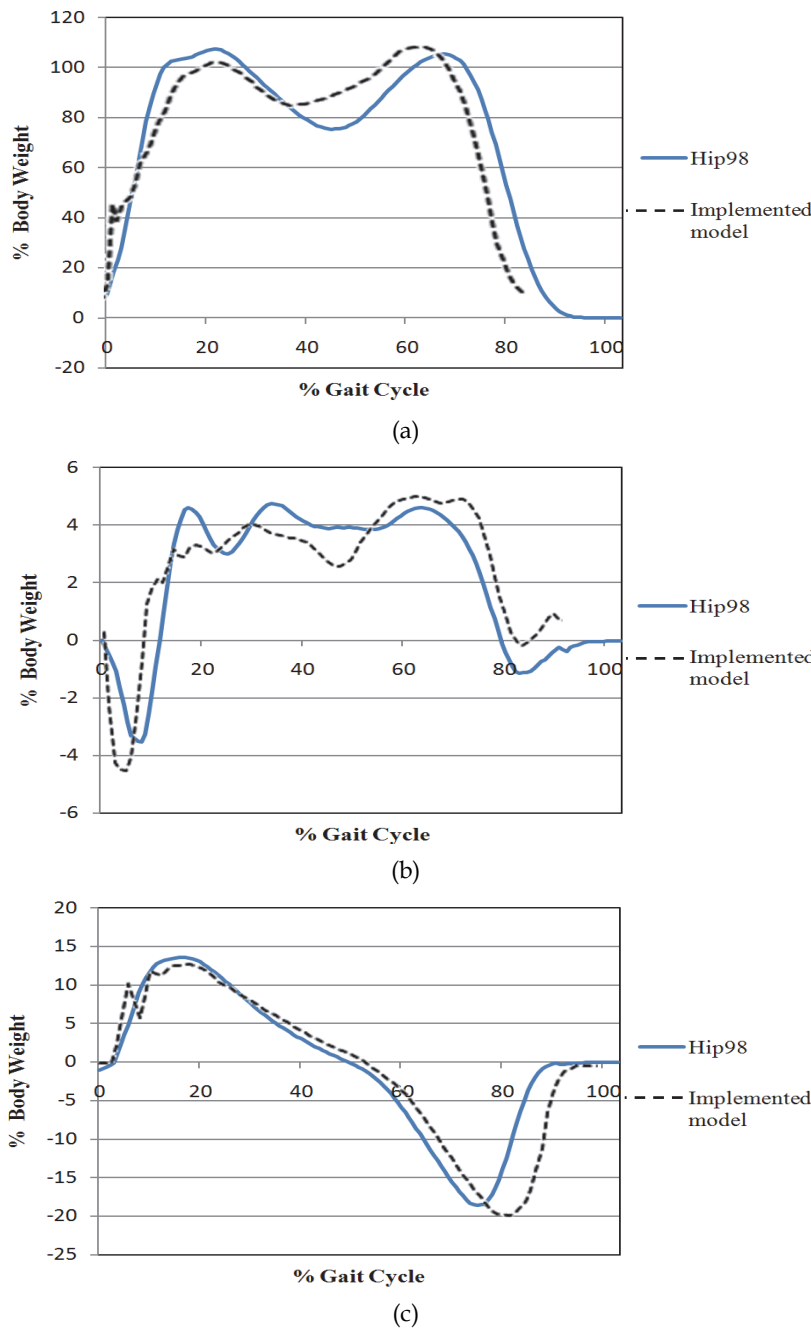 120
100
80
60
40
20
0
-20
% Body Weight
0 20 40 60 80 100
% Gait Cycle
Hip98
Implemented
model
(a)
6
4
2
0
-2
-4
-6
% Body Weight
0 20 40 60 80 100
% Gait Cycle
Hip98
Implemented
model
(b)
20
15
10
5
0
-5
-10
-15
-20
-25
% Body Weight
0 20 40 60 80 100
% Gait Cycle
Hip98
Implemented
model
(c)